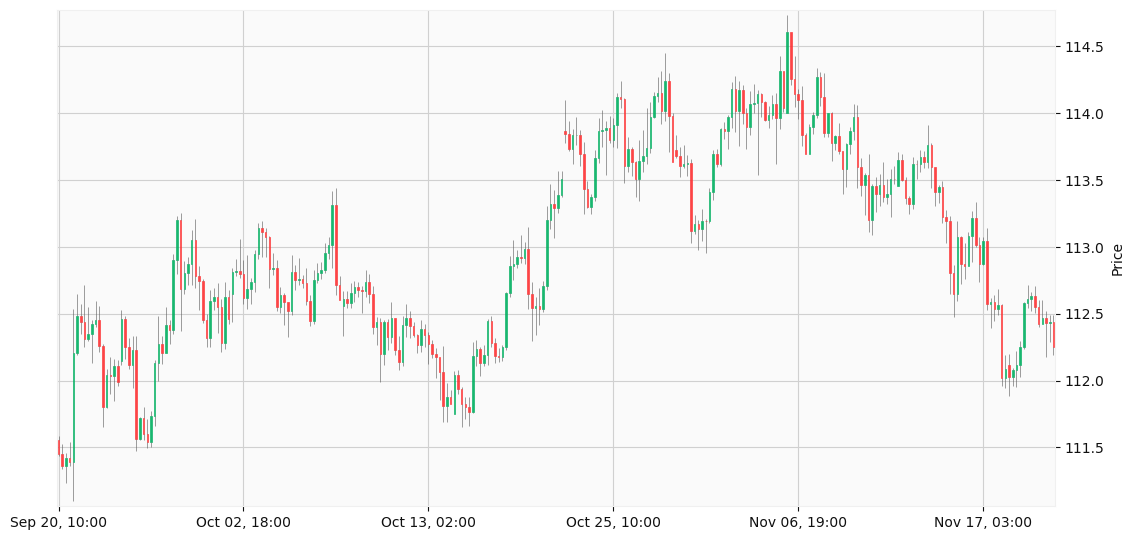 114.5
114.0
113.5
113.0
112.5
112.0
111.5
Price
Sep 20, 10:00
Oct 02, 18:00
Oct 13, 02:00
Oct 25, 10:00
Nov 06, 19:00
Nov 17, 03:00